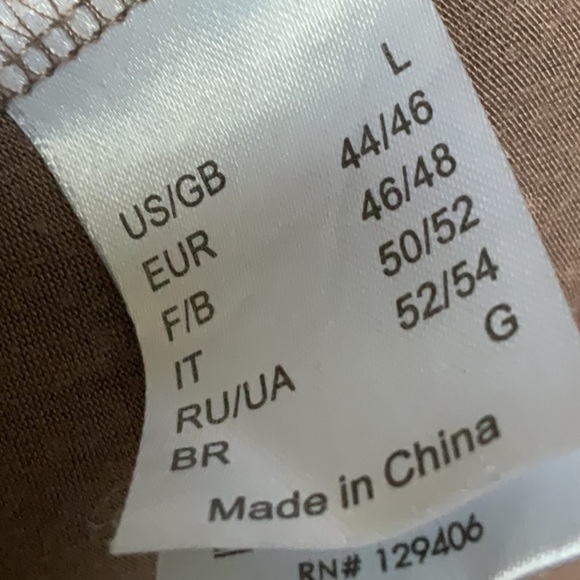 US/GB L
EUR 44/46
F/B 46/48
IT 50/52
RU/UA 52/54
BR G
Made in China
RN# 129406